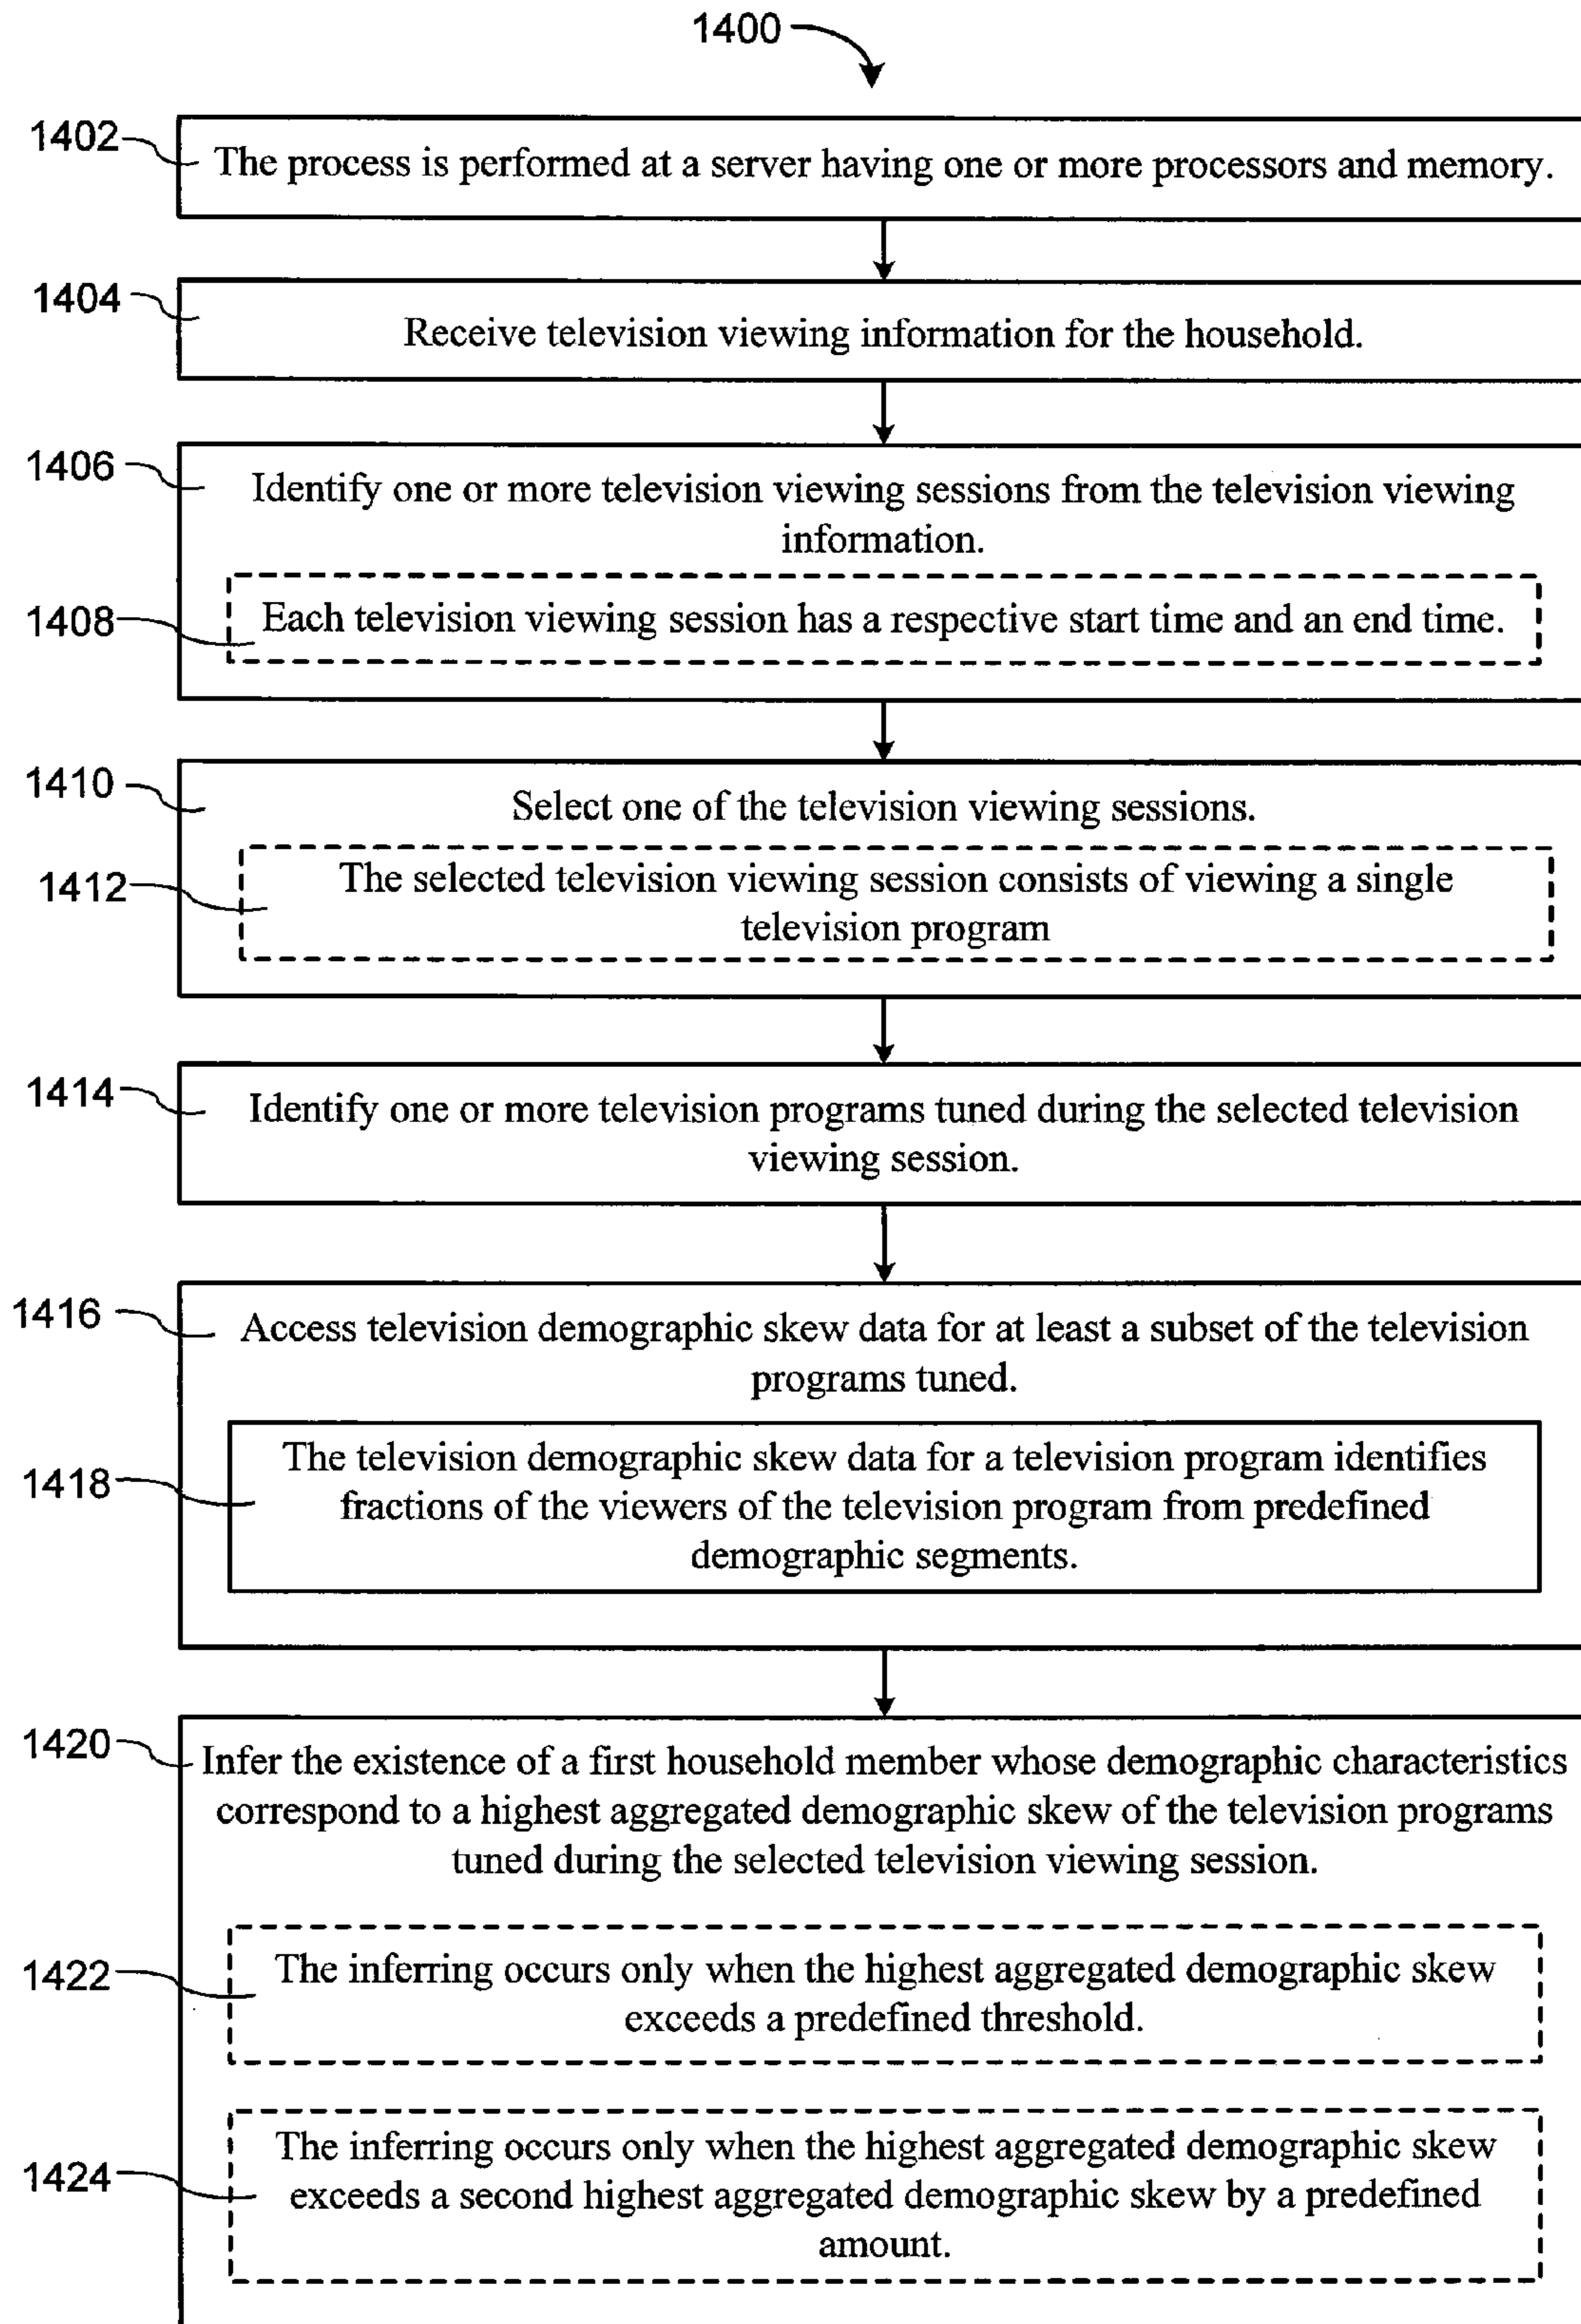 1400
1402
The process is performed at a server having one or more processors and memory.
1404
Receive television viewing information for the household.
1406
Identify one or more television viewing sessions from the television viewing
information.
1408
Each television viewing session has a respective start time and an end time.
1410
Select one of the television viewing sessions.
1412
The selected television viewing session consists of viewing a single
television program
1414
Identify one or more television programs tuned during the selected television
viewing session.
1416
Access television demographic skew data for at least a subset of the television
programs tuned.
1418
The television demographic skew data for a television program identifies
fractions of the viewers of the television program from predefined
demographic segments.
1420
Infer the existence of a first household member whose demographic characteristics
correspond to a highest aggregated demographic skew of the television programs
tuned during the selected television viewing session.
1422
The inferring occurs only when the highest aggregated demographic skew
exceeds a predefined threshold.
1424
The inferring occurs only when the highest aggregated demographic skew
exceeds a second highest aggregated demographic skew by a predefined
amount.